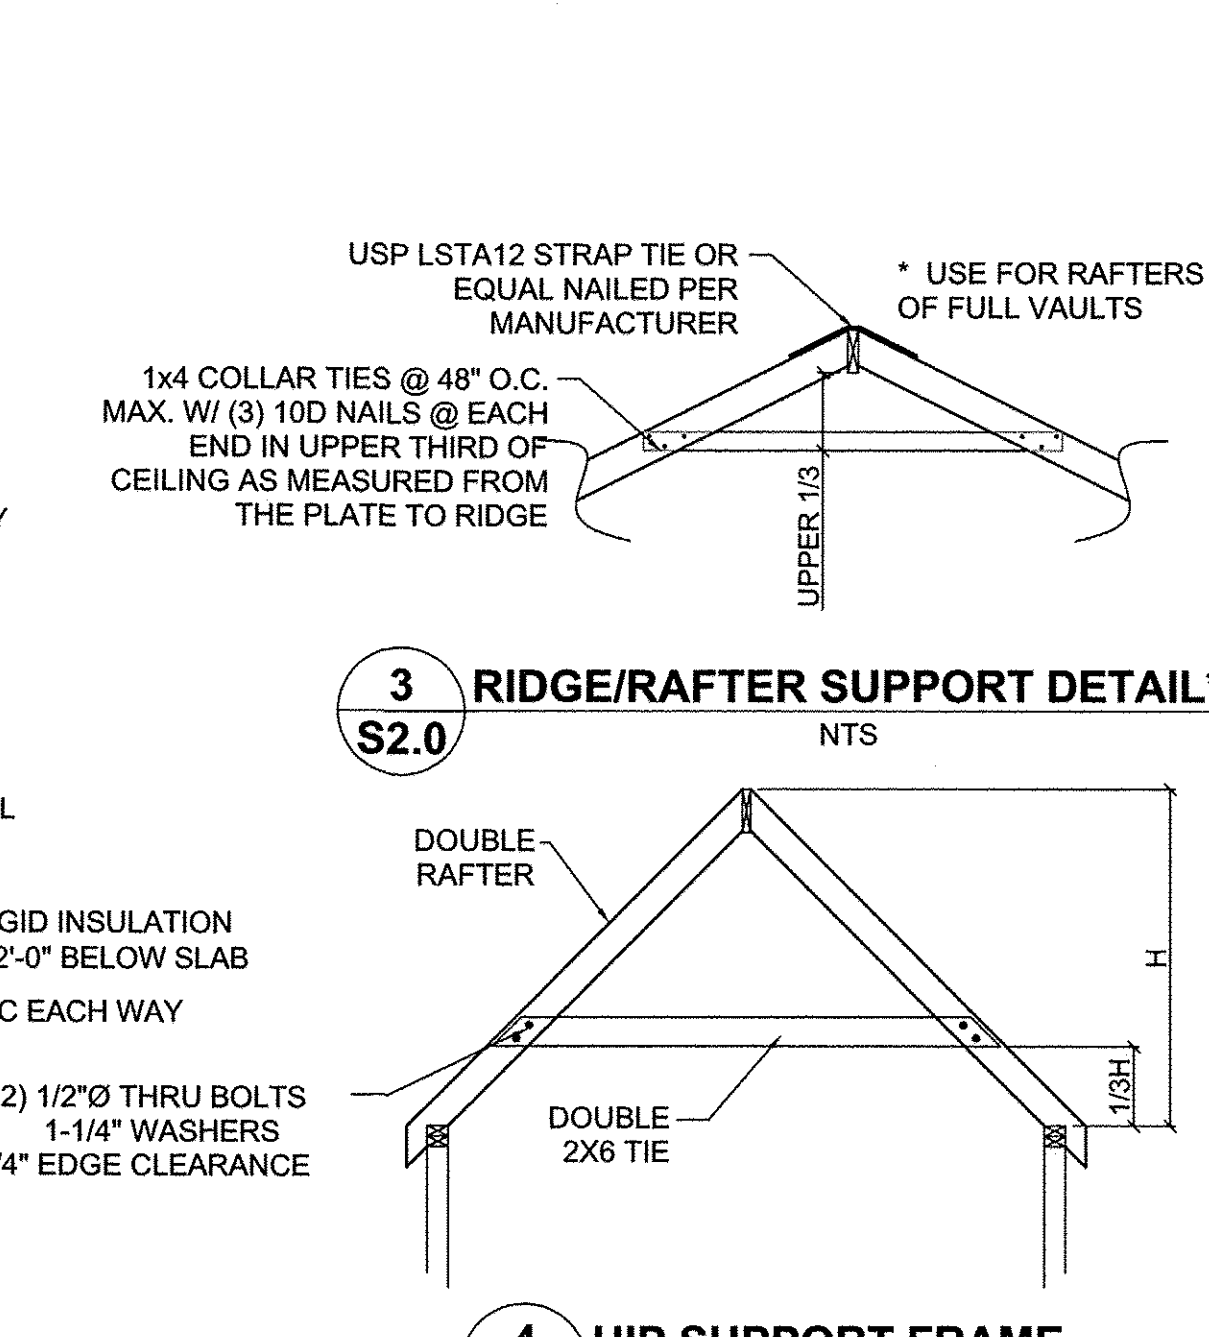 USP LSTA12 STRAP TIE OR
EQUAL NAILED PER
MANUFACTURER
* USE FOR RAFTERS
OF FULL VAULTS
1x4 COLLAR TIES @ 48" O.C.
MAX. W/ (3) 10D NAILS @ EACH
END IN UPPER THIRD OF
CEILING AS MEASURED FROM
THE PLATE TO RIDGE
UPPER 1/3
3
S2.0
RIDGE/RAFTER SUPPORT DETAIL*
NTS
L
DOUBLE
RAFTER
GID INSULATION
2'-0" BELOW SLAB
C EACH WAY
H
1/3H
2) 1/2"Ø THRU BOLTS
1-1/4" WASHERS
/4" EDGE CLEARANCE
DOUBLE
2X6 TIE
4
HIP SUPPORT FRAME